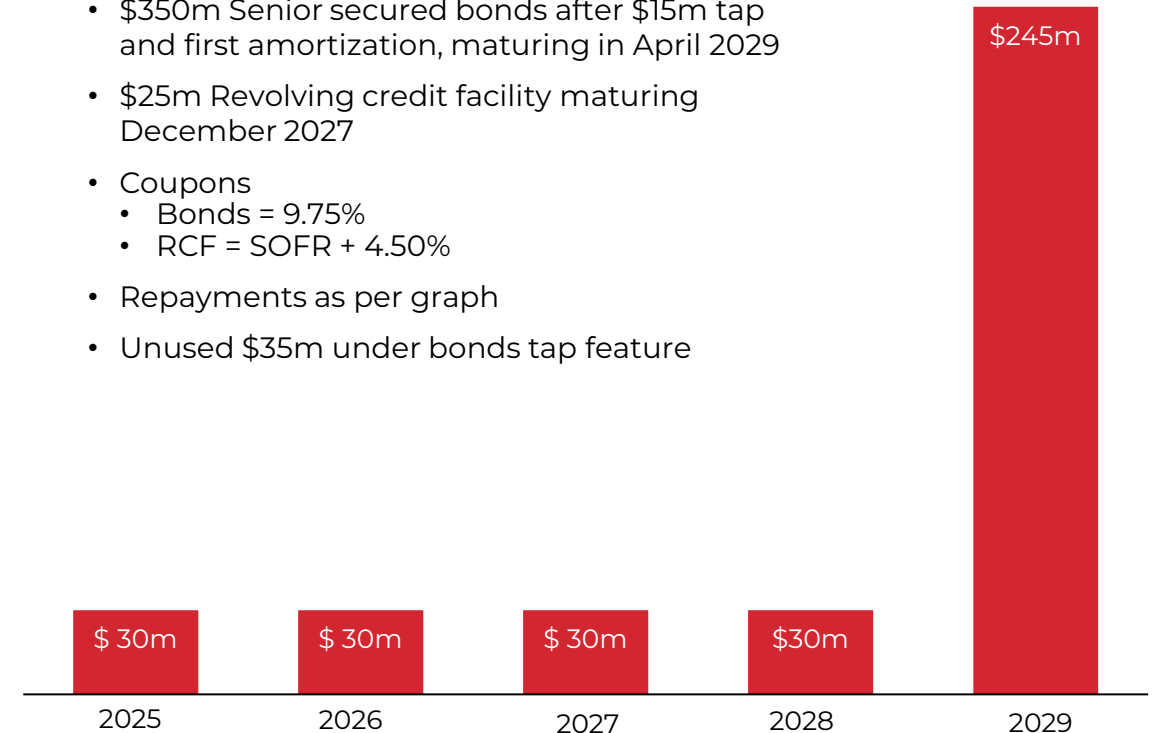 • $350m Senior secured bonds after $15m tap
and first amortization, maturing in April 2029
• $25m Revolving credit facility maturing
December 2027
• Coupons
• Bonds = 9.75%
• RCF = SOFR + 4.50%
• Repayments as per graph
• Unused $35m under bonds tap feature
$245m
$ 30m
$ 30m
$ 30m
$30m
2025
2026
2027
2028
2029